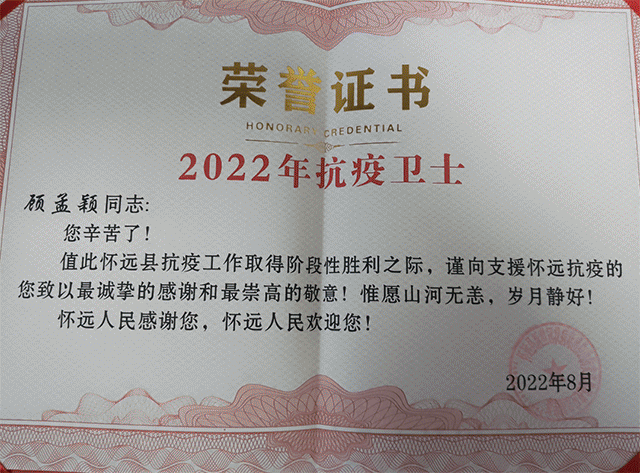 荣誉证书
HONORARY CREDENTIAL
2022年抗疫卫士
顾孟颖同志:
您辛苦了!
值此怀远县抗疫工作取得阶段性胜利之际，谨向支援怀远抗疫的
您致以最诚挚的感谢和最崇高的敬意! 惟愿山河无恙，岁月静好!
怀远人民感谢您，怀远人民欢迎您!
2022年8月